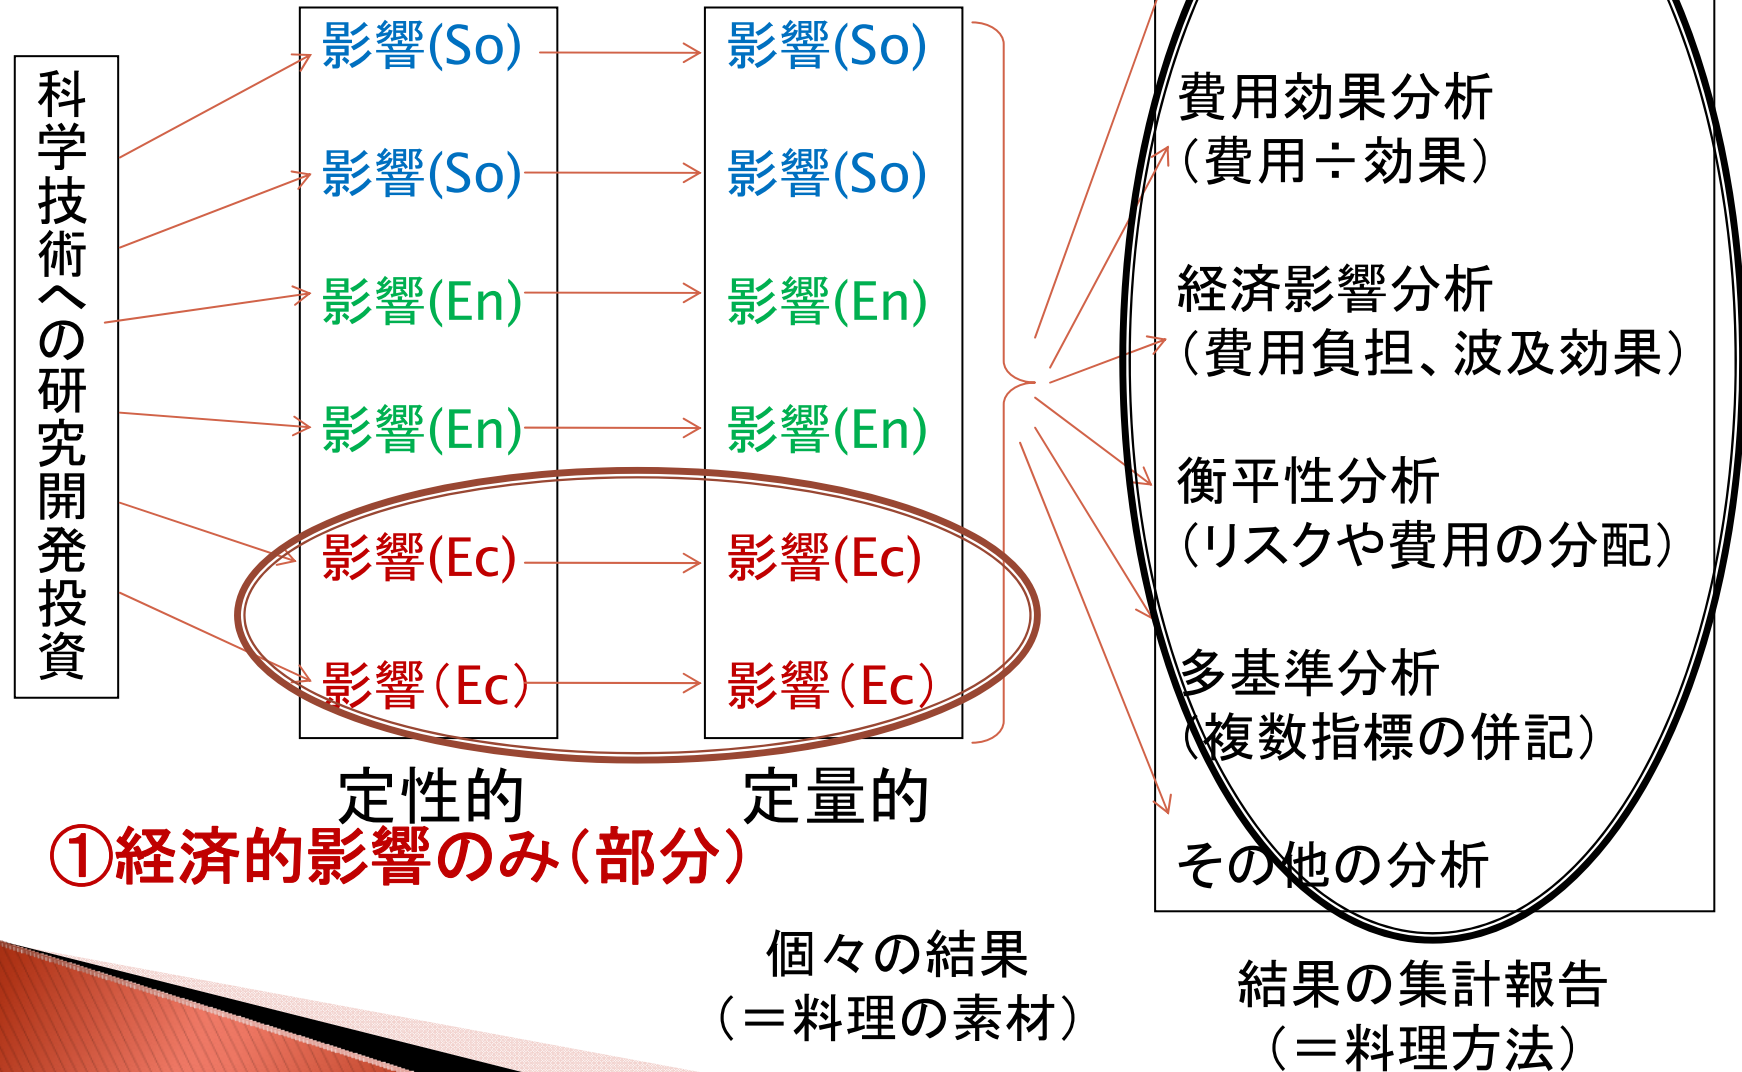 科学技術への研究開発投資
影響(So)
影響(So)
影響(En)
影響(En)
影響(Ec)
影響（Ec）
定性的
影響(So)
影響(So)
影響(En)
影響(En)
影響(Ec)
影響（Ec）
定量的
①経済的影響のみ（部分）
個々の結果
（＝料理の素材）
費用効果分析
（費用÷効果）
経済影響分析
（費用負担、波及効果）
衡平性分析
（リスクや費用の分配）
多基準分析
（複数指標の併記）
その他の分析
結果の集計報告
（＝料理方法）